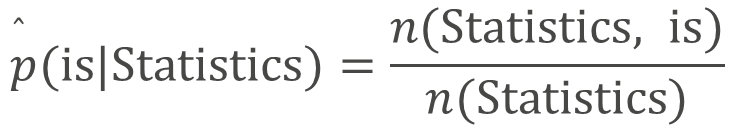 p̂(is|Statistics) = n(Statistics, is) / n(Statistics)